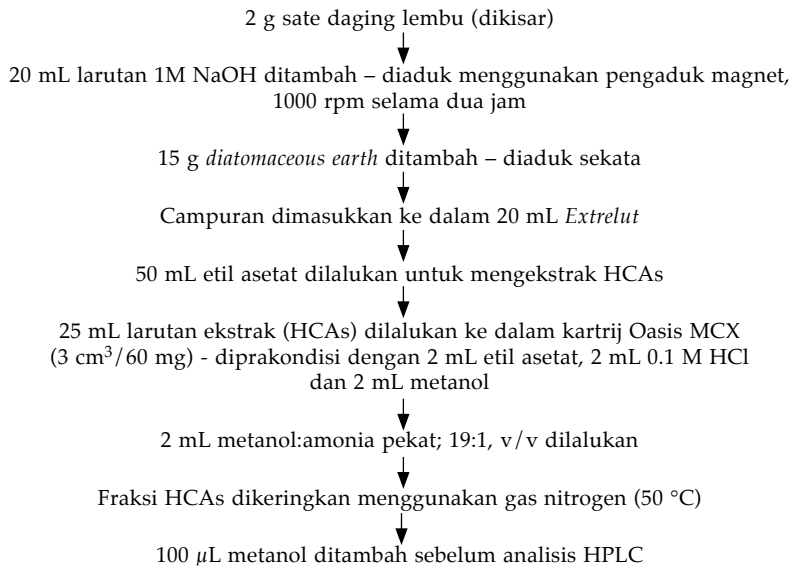 2 g sate daging lembu (dikisar)
20 mL larutan 1M NaOH ditambah – diaduk menggunakan pengaduk magnet,
1000 rpm selama dua jam
15 g diatomaceous earth ditambah – diaduk sekata
Campuran dimasukkan ke dalam 20 mL Extrelut
50 mL etil asetat dilalukan untuk mengekstrak HCAs
25 mL larutan ekstrak (HCAs) dilalukan ke dalam kartrij Oasis MCX
(3 cm³/60 mg) - diprakondisi dengan 2 mL etil asetat, 2 mL 0.1 M HCl
dan 2 mL metanol
2 mL metanol:amonia pekat; 19:1, v/v dilalukan
Fraksi HCAs dikeringkan menggunakan gas nitrogen (50 °C)
100 µL metanol ditambah sebelum analisis HPLC